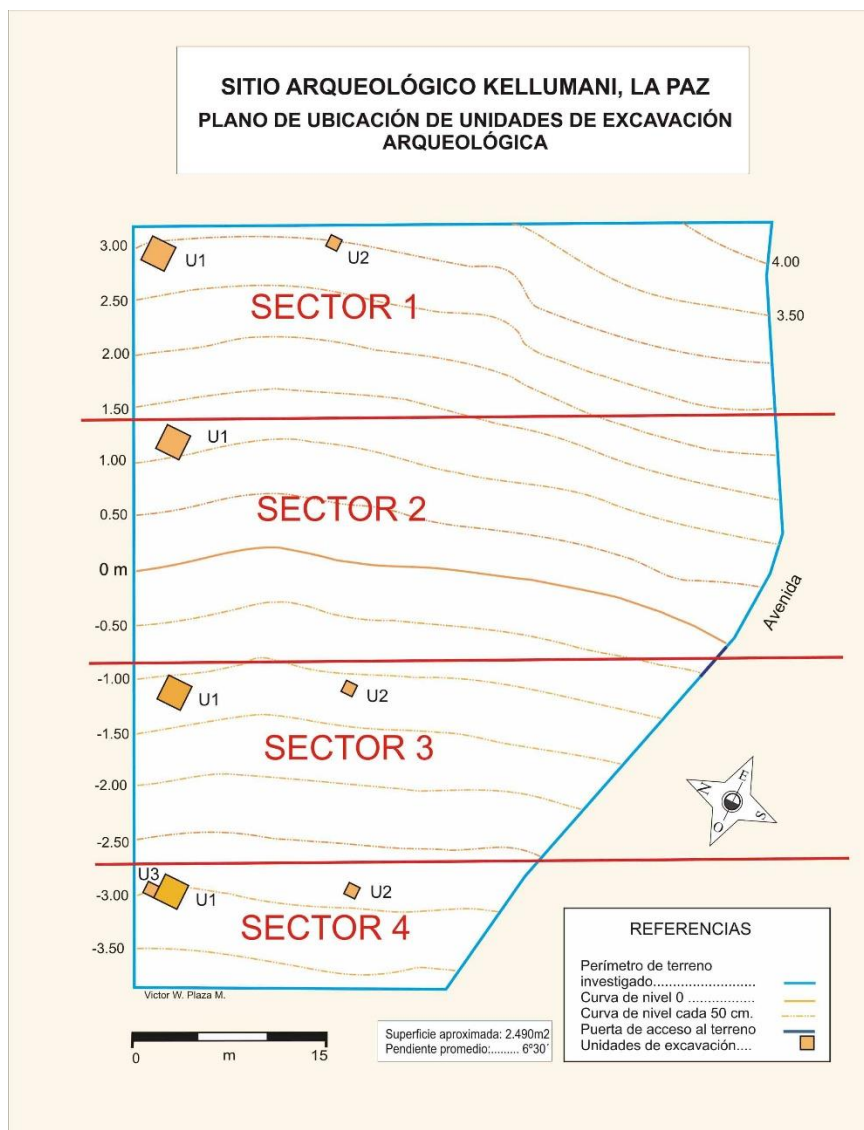 SITIO ARQUEOLÓGICO KELLUMANI, LA PAZ
PLANO DE UBICACIÓN DE UNIDADES DE EXCAVACIÓN
ARQUEOLÓGICA
3.00
U1
U2
4.00
2.50
SECTOR 1
3.50
2.00
1.50
U1
1.00
0.50
SECTOR 2
0 m
Avenida
-0.50
-1.00
U1
U2
-1.50
SECTOR 3
-2.00
-2.50
E
N
S
O
U3
-3.00
U1
U2
SECTOR 4
-3.50
Victor W. Plaza M.
0
m
15
Superficie aproximada: 2.490m2
Pendiente promedio:......... 6º30´
REFERENCIAS
Perímetro de terreno
investigado..........................
Curva de nivel 0 .................
Curva de nivel cada 50 cm.
Puerta de acceso al terreno
Unidades de excavación....